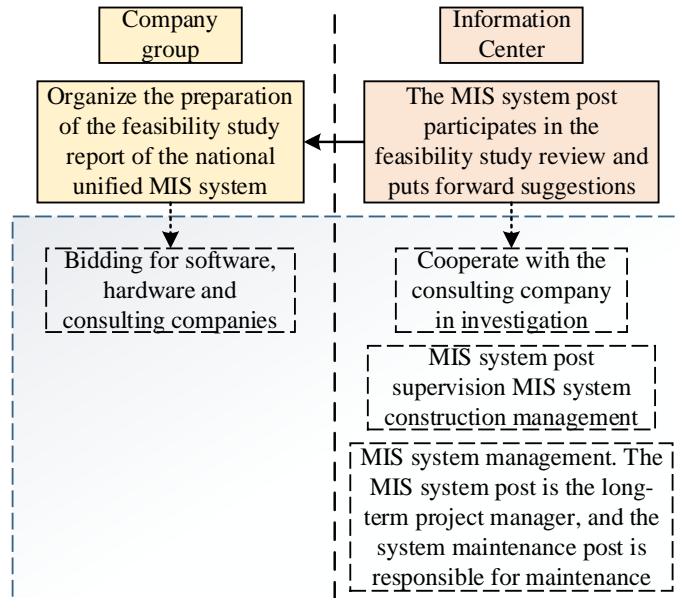 Company
group
Information
Center
Organize the preparation
of the feasibility study
report of the national
unified MIS system
The MIS system post
participates in the
feasibility study review and
puts forward suggestions
Bidding for software,
hardware and
consulting companies
Cooperate with the
consulting company
in investigation
MIS system post
supervision MIS system
construction management
MIS system management. The
MIS system post is the long-
term project manager, and the
system maintenance post is
responsible for maintenance